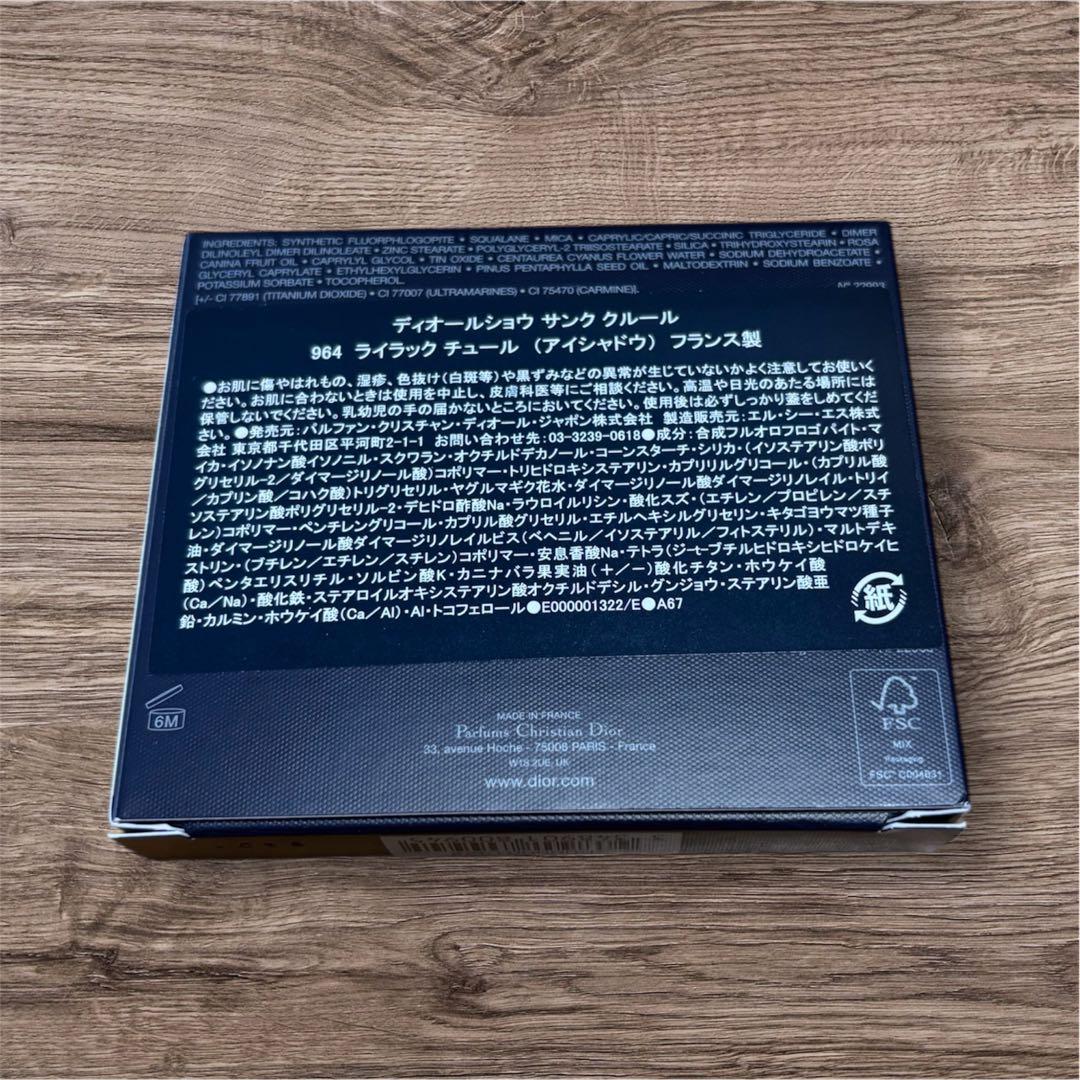 INGREDIENTS: SYNTHETIC FLUORPHLOGOPITE • SQUALANE • MICA • CAPRYLIC/CAPRIC/SUCCINIC TRIGLYCERIDE • DIMER
DILINOLEYL DIMER DILINOLEATE • ZINC STEARATE • POLYGLYCERYL-2 TRIISOSTEARATE • SILICA • TRIHYDROXYSTEARIN • ROSA
CANINA FRUIT OIL • CAPRYLYL GLYCOL • TIN OXIDE • CENTAUREA CYANUS FLOWER WATER • SODIUM DEHYDROACETATE •
GLYCERYL CAPRYLATE • ETHYLHEXYLGLYCERIN • PINUS PENTAPHYLLA SEED OIL • MALTODEXTRIN • SODIUM BENZOATE •
POTASSIUM SORBATE • TOCOPHEROL.
[+/- CI 77891 (TITANIUM DIOXIDE) • CI 77007 (ULTRAMARINES) • CI 75470 (CARMINE)].
ディオールショウ サンク クルール
964 ライラック チュール （アイシャドウ） フランス製
●お肌に傷やはれもの、湿疹、色抜け(白斑等)や黒ずみなどの異常が生じていないかよく注意してお使いく
ださい。お肌に合わないときは使用を中止し、皮膚科医等にご相談ください。高温や日光のあたる場所には
保管しないでください。乳幼児の手の届かないところにおいてください。使用後は必ずしっかり蓋をしめてくだ
さい。●発売元：パルファン・クリスチャン・ディオール・ジャポン株式会社 製造販売元：エル・シー・エス株式
会社 東京都千代田区平河町2-1-1 お問い合わせ先：03-3239-0618●成分：合成フルオロフロゴパイト・マ
イカ・イソノナン酸イソノニル・スクワラン・オクチルドデカノール・コーンスターチ・シリカ・(イソステアリン酸ポリ
グリセリル-2／ダイマージリノール酸)コポリマー・トリヒドロキシステアリン・カプリリルグリコール・(カプリル酸
／カプリン酸／コハク酸)トリグリセリル・ヤグルマギク花水・ダイマージリノール酸ダイマージリノレイル・トリイ
ソステアリン酸ポリグリセリル-2・デヒドロ酢酸Na・ラウロイルリシン・酸化スズ・(エチレン／プロピレン／スチ
レン)コポリマー・ペンチレングリコール・カプリル酸グリセリル・エチルヘキシルグリセリン・キタゴヨウマツ種子
油・ダイマージリノール酸ダイマージリノレイルビス(ベヘニル／イソステアリル／フィトステリル)・マルトデキ
ストリン・(ブチレン／エチレン／スチレン)コポリマー・安息香酸Na・テトラ(ジ-t-ブチルヒドロキシヒドロケイヒ
酸)ペンタエリスリチル・ソルビン酸K・カニナバラ果実油(＋/－)酸化チタン・ホウケイ酸
(Ca／Na)・酸化鉄・ステアロイルオキシステアリン酸オクチルドデシル・グンジョウ・ステアリン酸亜
鉛・カルミン・ホウケイ酸(Ca／Al)・Al・トコフェロール●E000001322/E●A67
紙
6M
MADE IN FRANCE
Parfums Christian Dior
33, avenue Hoche - 75008 PARIS - France
W1S 2UE, UK
www.dior.com
FSC
MIX
Packaging
FSC® C004031